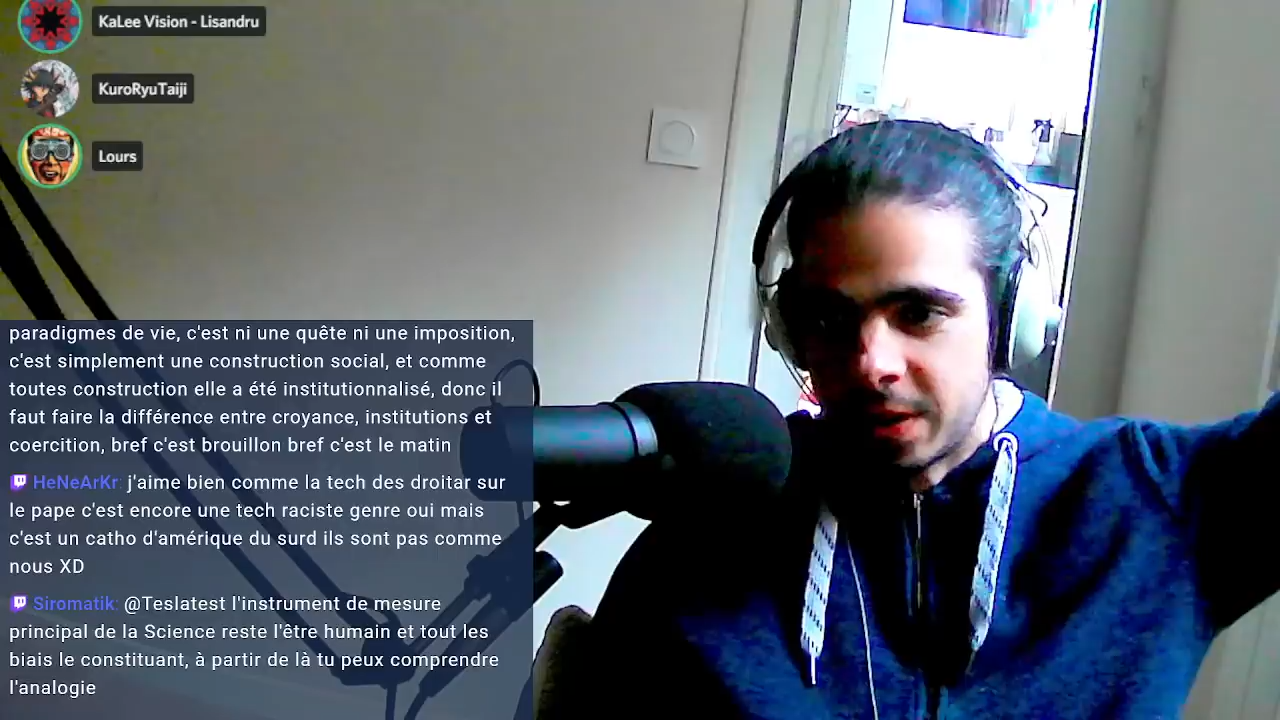 KaLee Vision - Lisandru
KuroRyuTaiji
Lours
paradigmes de vie, c'est ni une quête ni une imposition,
c'est simplement une construction social, et comme
toutes construction elle a été institutionnalisé, donc il
faut faire la différence entre croyance, institutions et
coercition, bref c'est brouillon bref c'est le matin
HeNeArKr: j'aime bien comme la tech des droitar sur
le pape c'est encore une tech raciste genre oui mais
c'est un catho d'amérique du surd ils sont pas comme
nous XD
Siromatik: @Teslatest l'instrument de mesure
principal de la Science reste l'être humain et tout les
biais le constituant, à partir de là tu peux comprendre
l'analogie